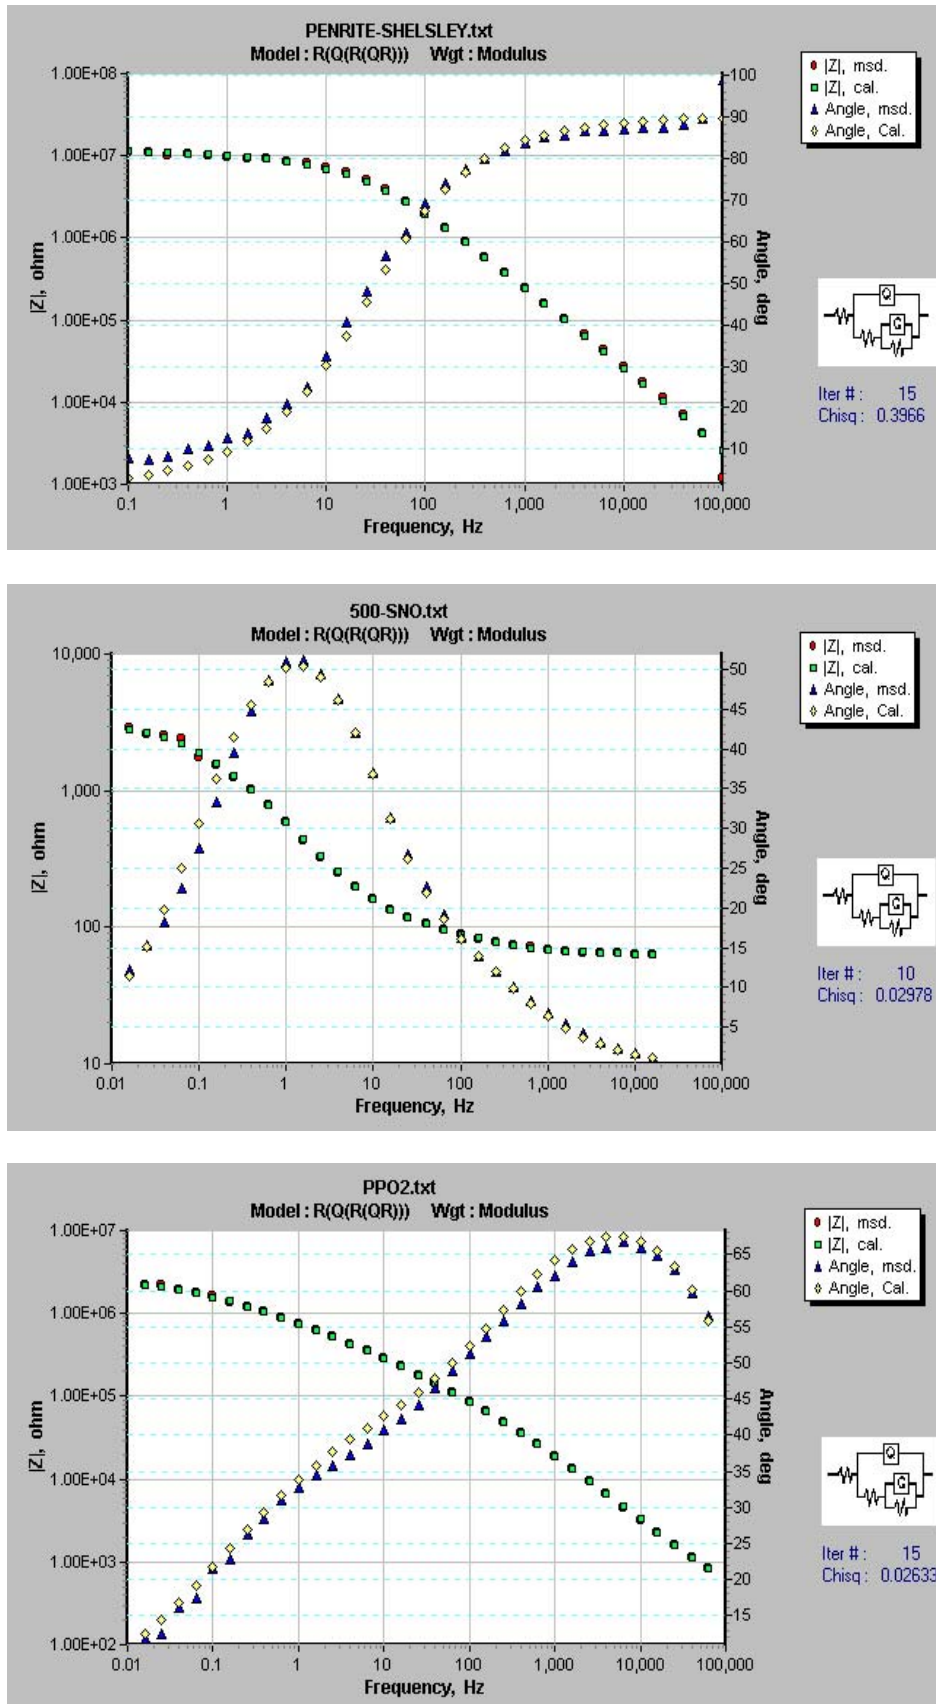 PENRITE-SHELSLEY.txt
Model : R(Q(R(QR))) Wgt : Modulus
|Z|, msd.
|Z|, cal.
Angle, msd.
Angle, Cal.
1.00E+08
1.00E+07
1.00E+06
1.00E+05
1.00E+04
1.00E+03
|Z|, ohm
100
90
80
70
60
50
40
30
20
10
Angle, deg
0.1 1 10 100 1,000 10,000 100,000
Frequency, Hz
Q
G
Iter # : 15
Chisq : 0.3966
500-SNO.txt
Model : R(Q(R(QR))) Wgt : Modulus
|Z|, msd.
|Z|, cal.
Angle, msd.
Angle, Cal.
10,000
1,000
100
10
|Z|, ohm
50
45
40
35
30
25
20
15
10
5
Angle, deg
0.01 0.1 1 10 100 1,000 10,000 100,000
Frequency, Hz
Q
G
Iter # : 10
Chisq : 0.02978
PPO2.txt
Model : R(Q(R(QR))) Wgt : Modulus
|Z|, msd.
|Z|, cal.
Angle, msd.
Angle, Cal.
1.00E+07
1.00E+06
1.00E+05
1.00E+04
1.00E+03
1.00E+02
|Z|, ohm
65
60
55
50
45
40
35
30
25
20
15
Angle, deg
0.01 0.1 1 10 100 1,000 10,000 100,000
Frequency, Hz
Q
G
Iter # : 15
Chisq : 0.02633